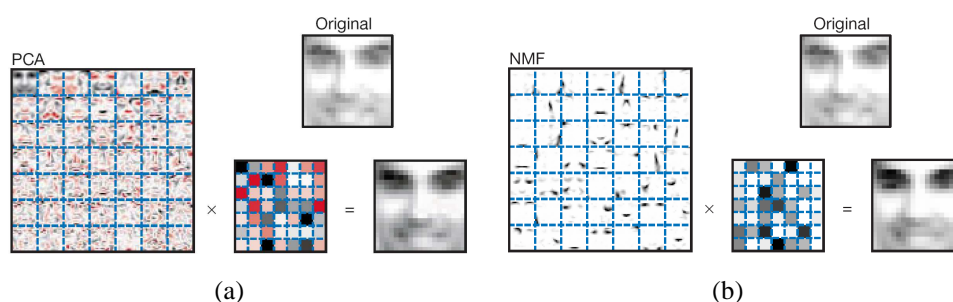 Original
PCA
×
=
(a)
Original
NMF
×
=
(b)